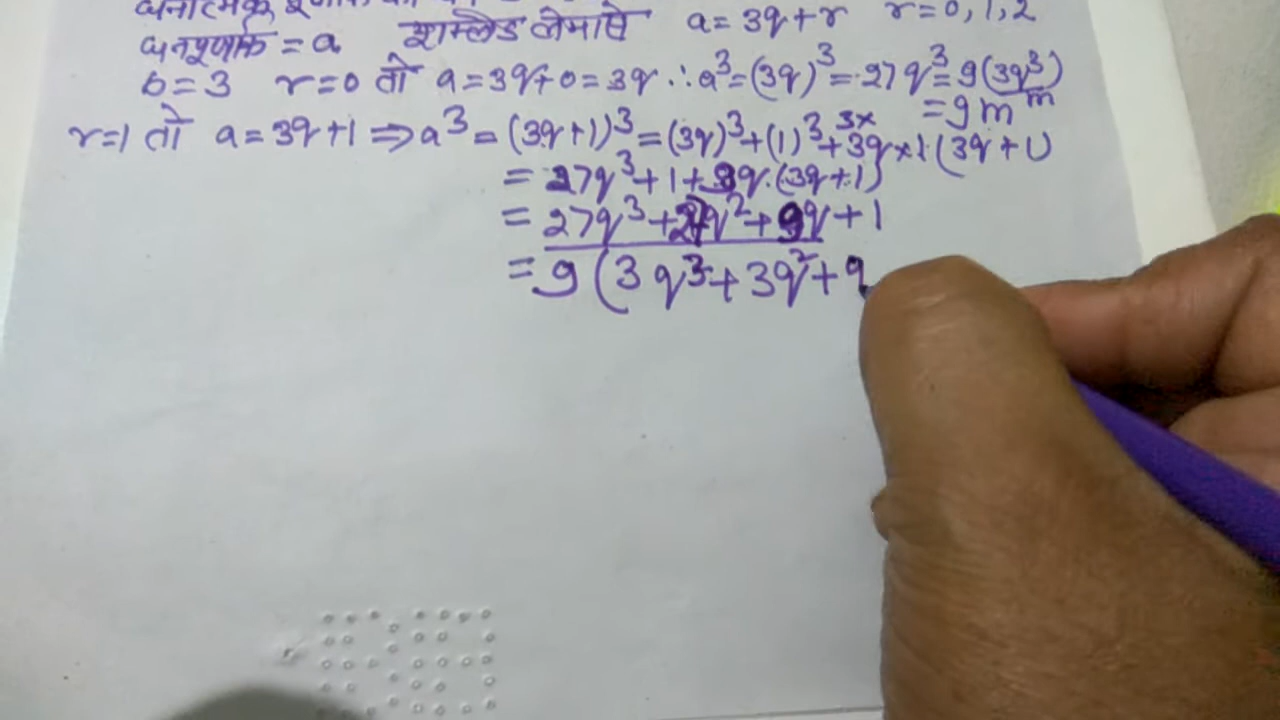 धनात्मक पूर्णांक
धनपूर्णांक = a a = 3q + r r = 0, 1, 2
b = 3 r = 0 तो a = 3q + 0 = 3q ∴ a³ = (3q)³ = 27q³ = 9(3q³)
= 9m m
r = 1 तो a = 3q + 1 ⇒ a³ = (3q + 1)³ = (3q)³ + (1)³ + 3× 3q × 1 (3q + 1)
= 27q³ + 1 + 9q (3q + 1)
= 27q³ + 27q² + 9q + 1
= 9 (3q³ + 3q² + q